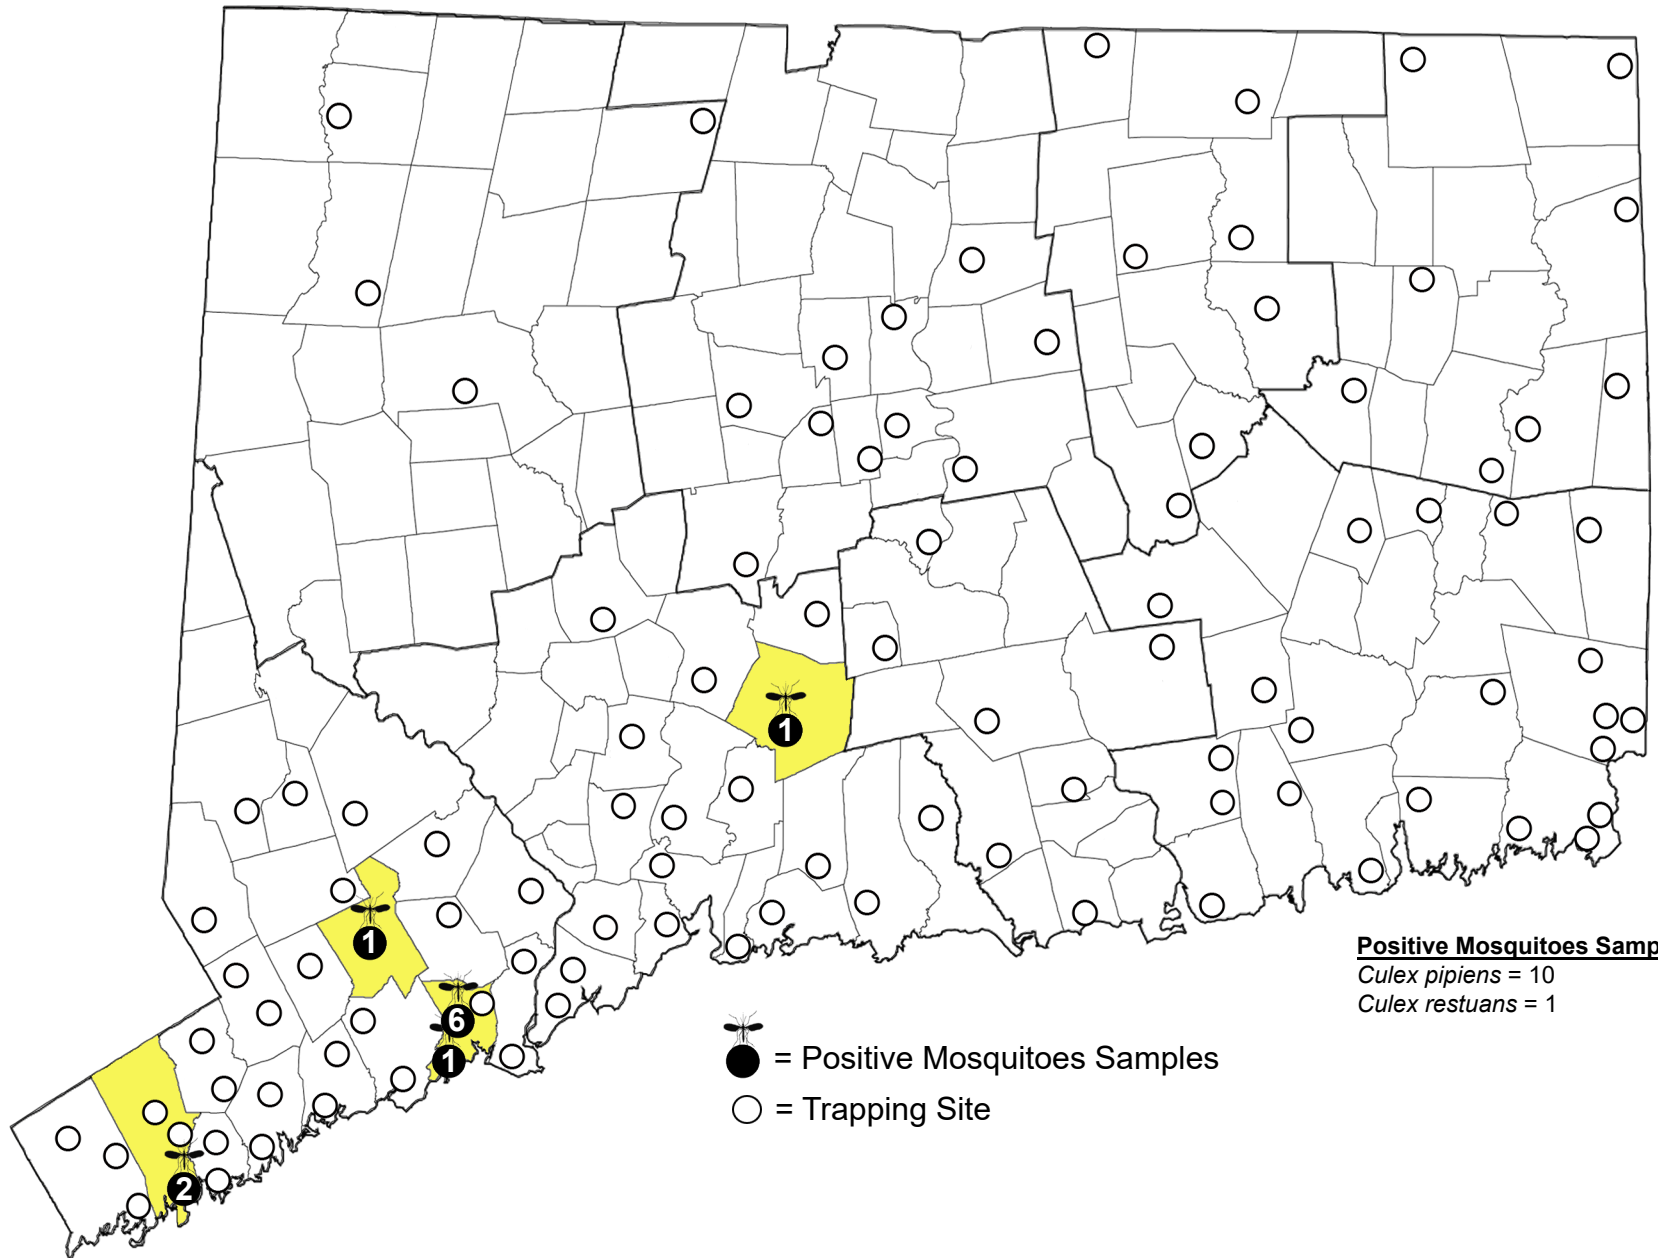 1
1
6
1
2
Positive Mosquitoes Samp
Culex pipiens = 10
Culex restuans = 1
= Positive Mosquitoes Samples
= Trapping Site